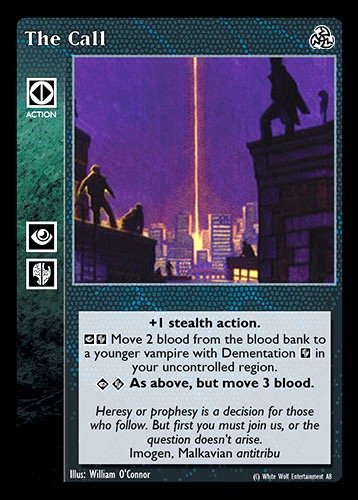 The Call
ACTION
+1 stealth action.
Move 2 blood from the blood bank to
a younger vampire with Dementation in
your uncontrolled region.
As above, but move 3 blood.
Heresy or prophesy is a decision for those
who follow. But first you must join us, or the
question doesn't arise.
Imogen, Malkavian antitribu
Illus: William O'Connor
(C) White Wolf Entertainment AB